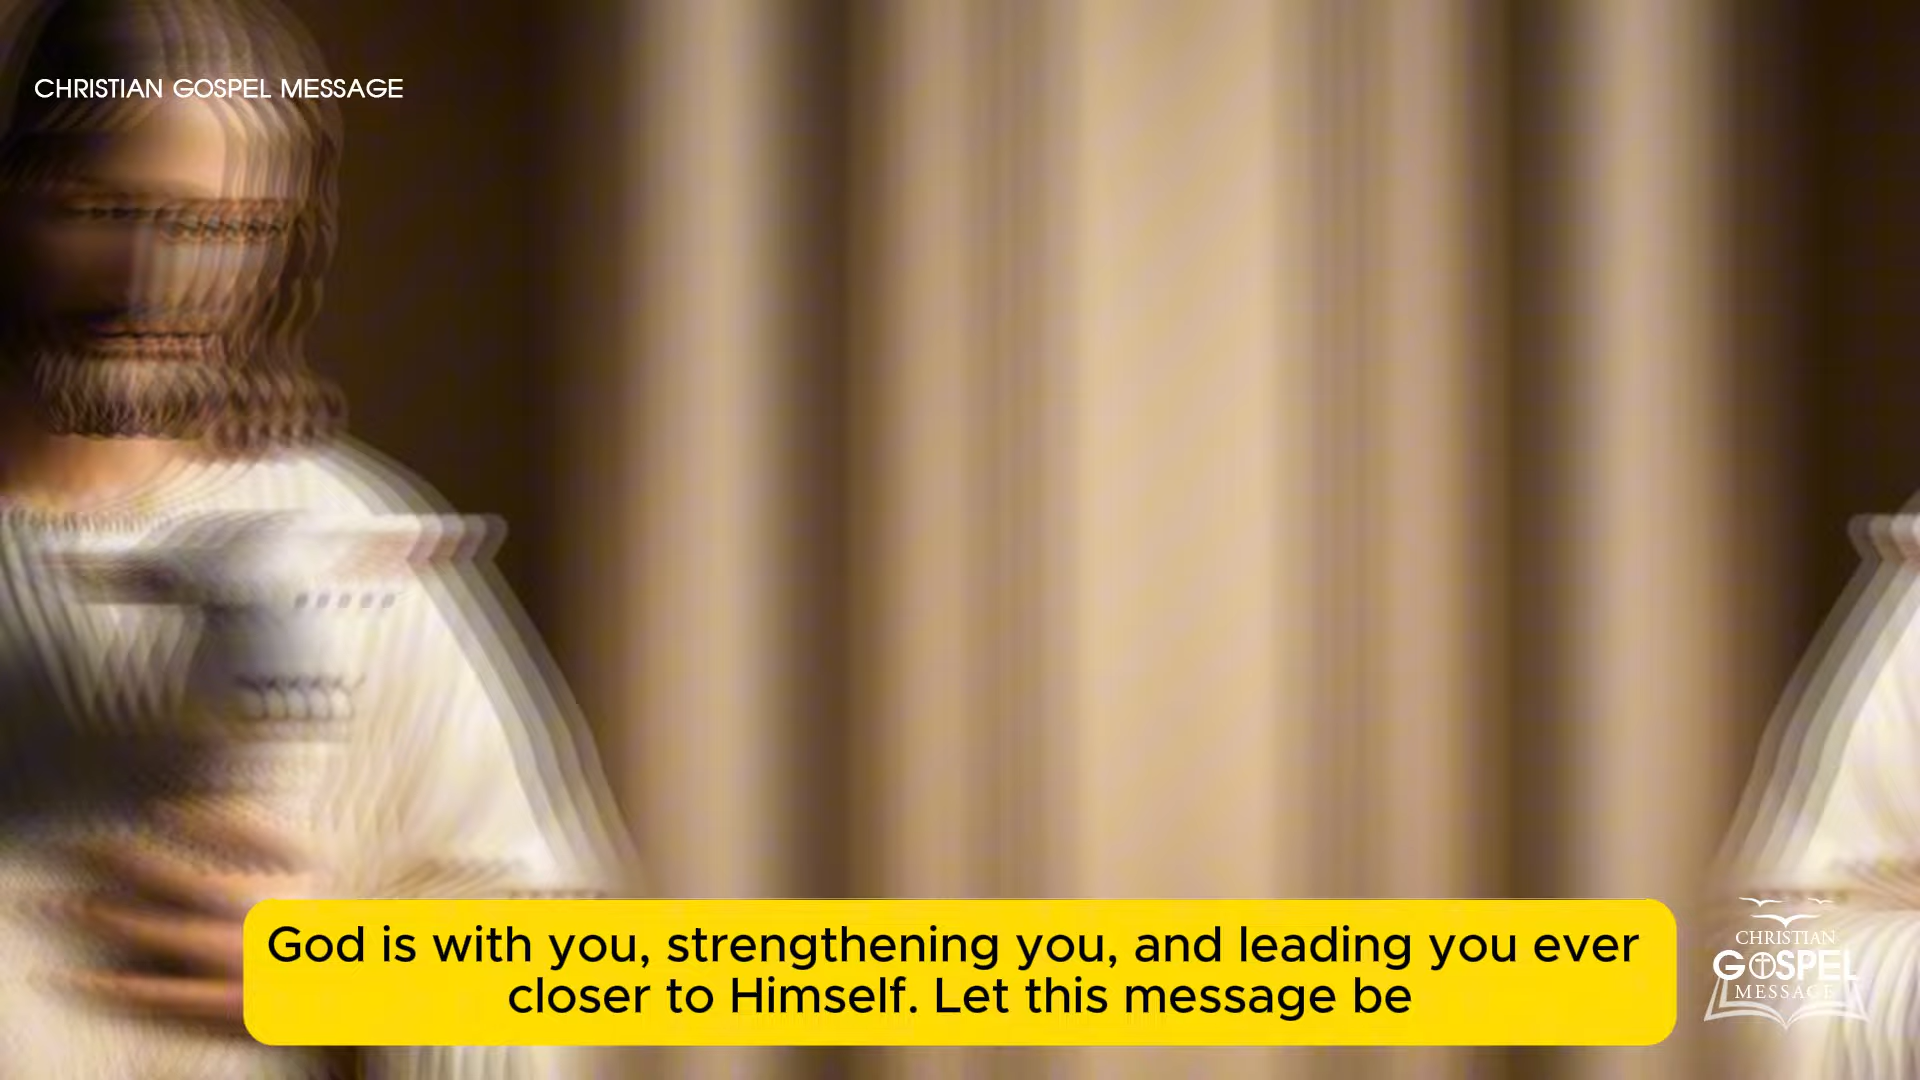 CHRISTIAN GOSPEL MESSAGE
God is with you, strengthening you, and leading you ever
closer to Himself. Let this message be
CHRISTIAN
GOSPEL
MESSAGE